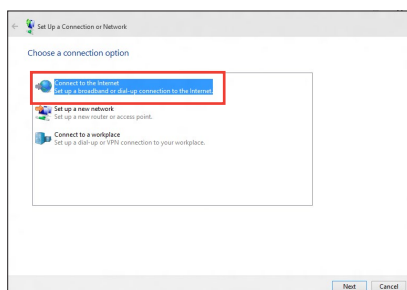 Set Up a Connection or Network
Choose a connection option
Connect to the Internet
Set up a broadband or dial-up connection to the Internet.
Set up a new network
Set up a new router or access point.
Connect to a workplace
Set up a dial-up or VPN connection to your workplace.
Next Cancel